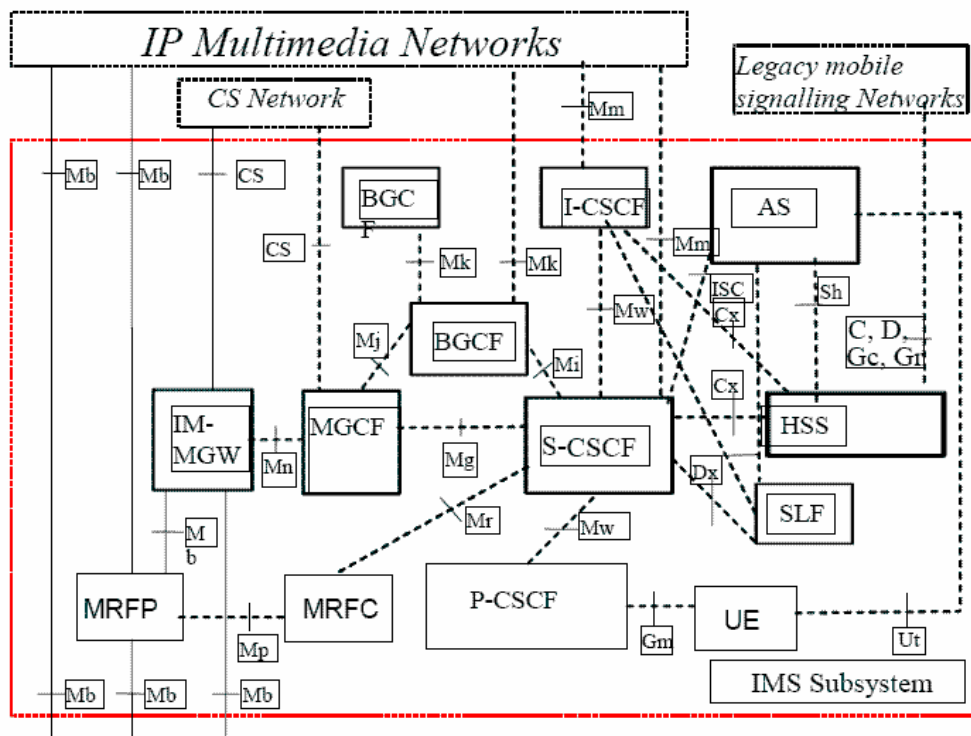 IP Multimedia Networks
Legacy mobile
signalling Networks
CS Network
Mm
Mb
Mb
CS
BGC
F
I-CSCF
AS
CS
Mk
Mk
Mm
ISC
Sh
Mw
Cx
C, D,
Gc, Gr
Mj
BGCF
Mi
Cx
IM-
MGW
MGCF
S-CSCF
HSS
Mn
Mg
Dx
SLF
Mr
Mw
M
b
MRFP
MRFC
P-CSCF
UE
Mp
Gm
Ut
Mb
Mb
Mb
IMS Subsystem